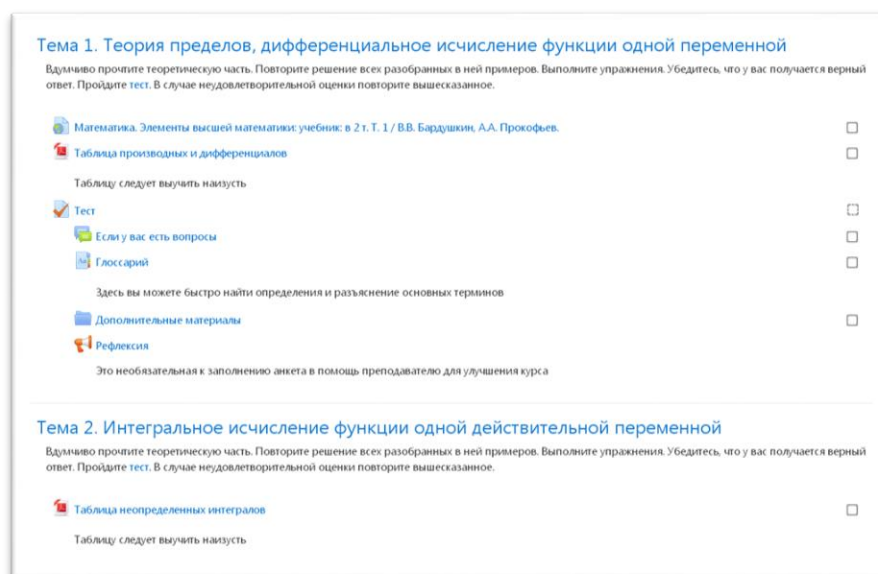 Тема 1. Теория пределов, дифференциальное исчисление функции одной переменной
Вдумчиво прочтите теоретическую часть. Повторите решение всех разобранных в ней примеров. Выполните упражнения. Убедитесь, что у вас получается верный
ответ. Пройдите тест. В случае неудовлетворительной оценки повторите вышесказанное.
Математика. Элементы высшей математики: учебник: в 2 т. Т. 1 / В.В. Бардушкин, А.А. Прокофьев.
Таблица производных и дифференциалов
Таблицу следует выучить наизусть
Тест
Если у вас есть вопросы
Глоссарий
Здесь вы можете быстро найти определения и разъяснение основных терминов
Дополнительные материалы
Рефлексия
Это необязательная к заполнению анкета в помощь преподавателю для улучшения курса
Тема 2. Интегральное исчисление функции одной действительной переменной
Вдумчиво прочтите теоретическую часть. Повторите решение всех разобранных в ней примеров. Выполните упражнения. Убедитесь, что у вас получается верный
ответ. Пройдите тест. В случае неудовлетворительной оценки повторите вышесказанное.
Таблица неопределенных интегралов
Таблицу следует выучить наизусть